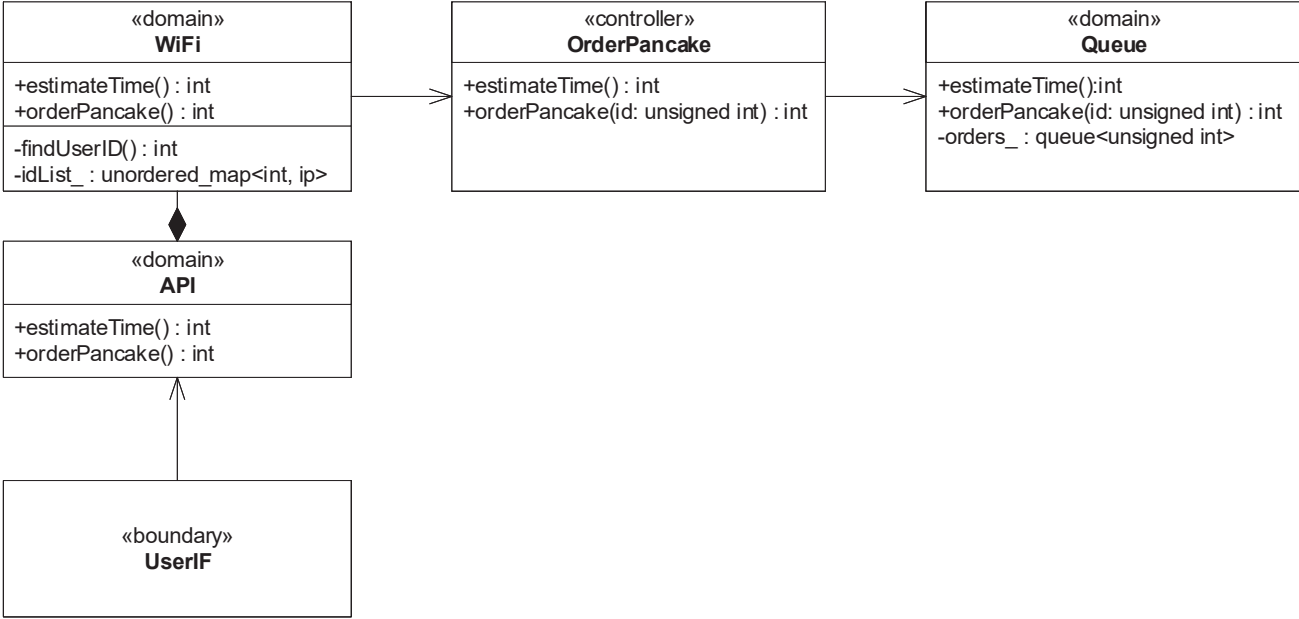 «domain»
WiFi
+estimateTime() : int
+orderPancake() : int
-findUserID() : int
-idList_ : unordered_map<int, ip>
«controller»
OrderPancake
+estimateTime() : int
+orderPancake(id: unsigned int) : int
«domain»
Queue
+estimateTime():int
+orderPancake(id: unsigned int) : int
-orders_ : queue<unsigned int>
«domain»
API
+estimateTime() : int
+orderPancake() : int
«boundary»
UserIF